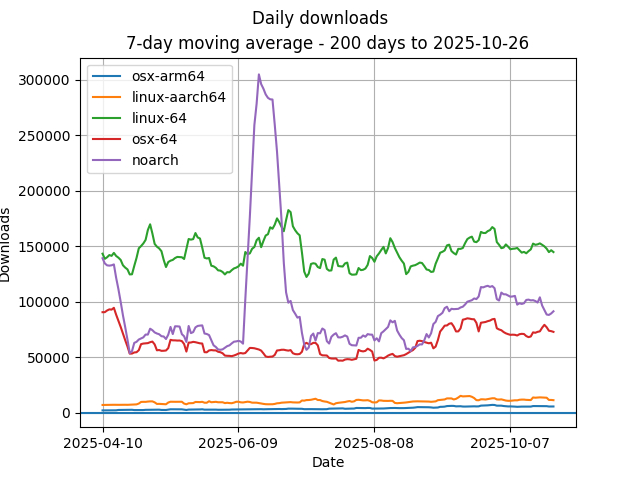 Daily downloads
7-day moving average - 200 days to 2025-10-26
osx-arm64
linux-aarch64
linux-64
osx-64
noarch
300000
250000
200000
150000
100000
50000
0
Downloads
2025-04-10
2025-06-09
2025-08-08
2025-10-07
Date